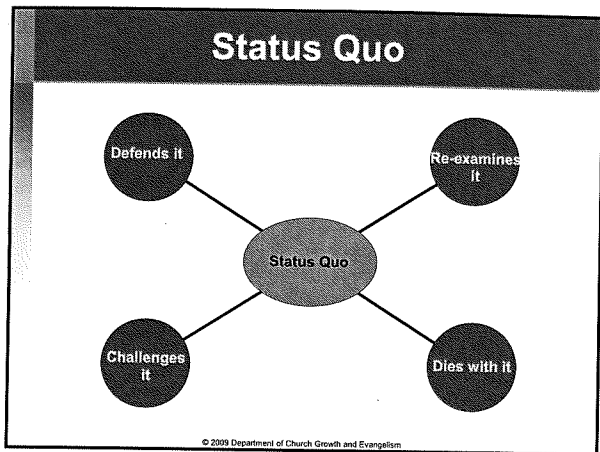 Status Quo
Defends it
Re-examines
it
Status Quo
Challenges
it
Dies with it
© 2009 Department of Church Growth and Evangelism